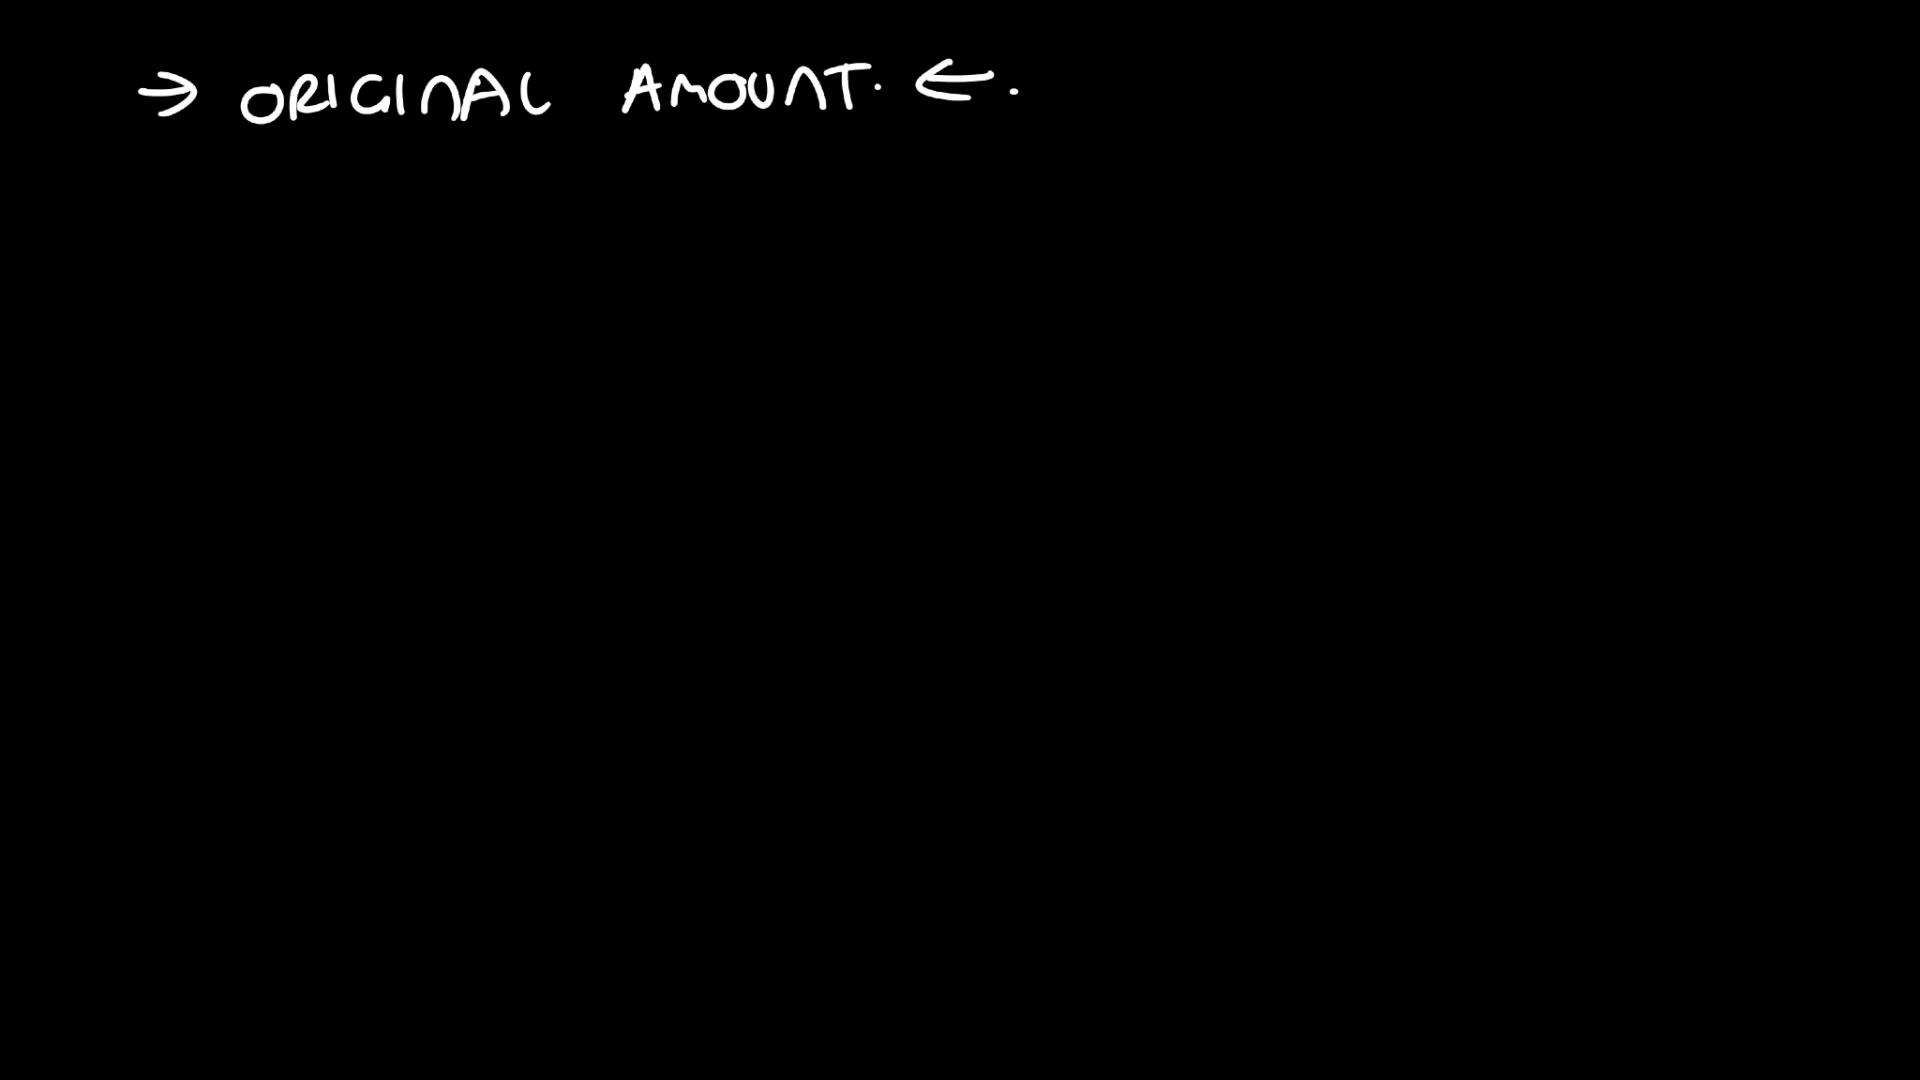 → ORIGINAL AMOUNT. ← .